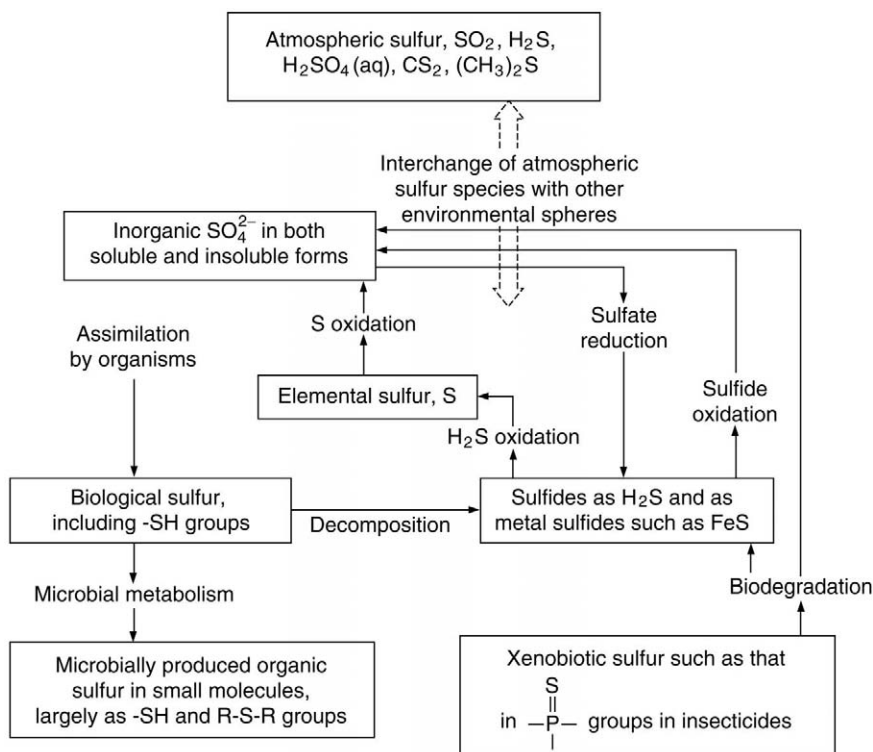 Atmospheric sulfur, SO₂, H₂S,
H₂SO₄(aq), CS₂, (CH₃)₂S
Interchange of atmospheric
sulfur species with other
environmental spheres
Inorganic SO₄²⁻ in both
soluble and insoluble forms
S oxidation
Sulfate
reduction
Assimilation
by organisms
Elemental sulfur, S
Sulfide
oxidation
H₂S oxidation
Biological sulfur,
including -SH groups
Decomposition
Sulfides as H₂S and as
metal sulfides such as FeS
Microbial metabolism
Biodegradation
Microbially produced organic
sulfur in small molecules,
largely as -SH and R-S-R groups
Xenobiotic sulfur such as that
S
in –P– groups in insecticides